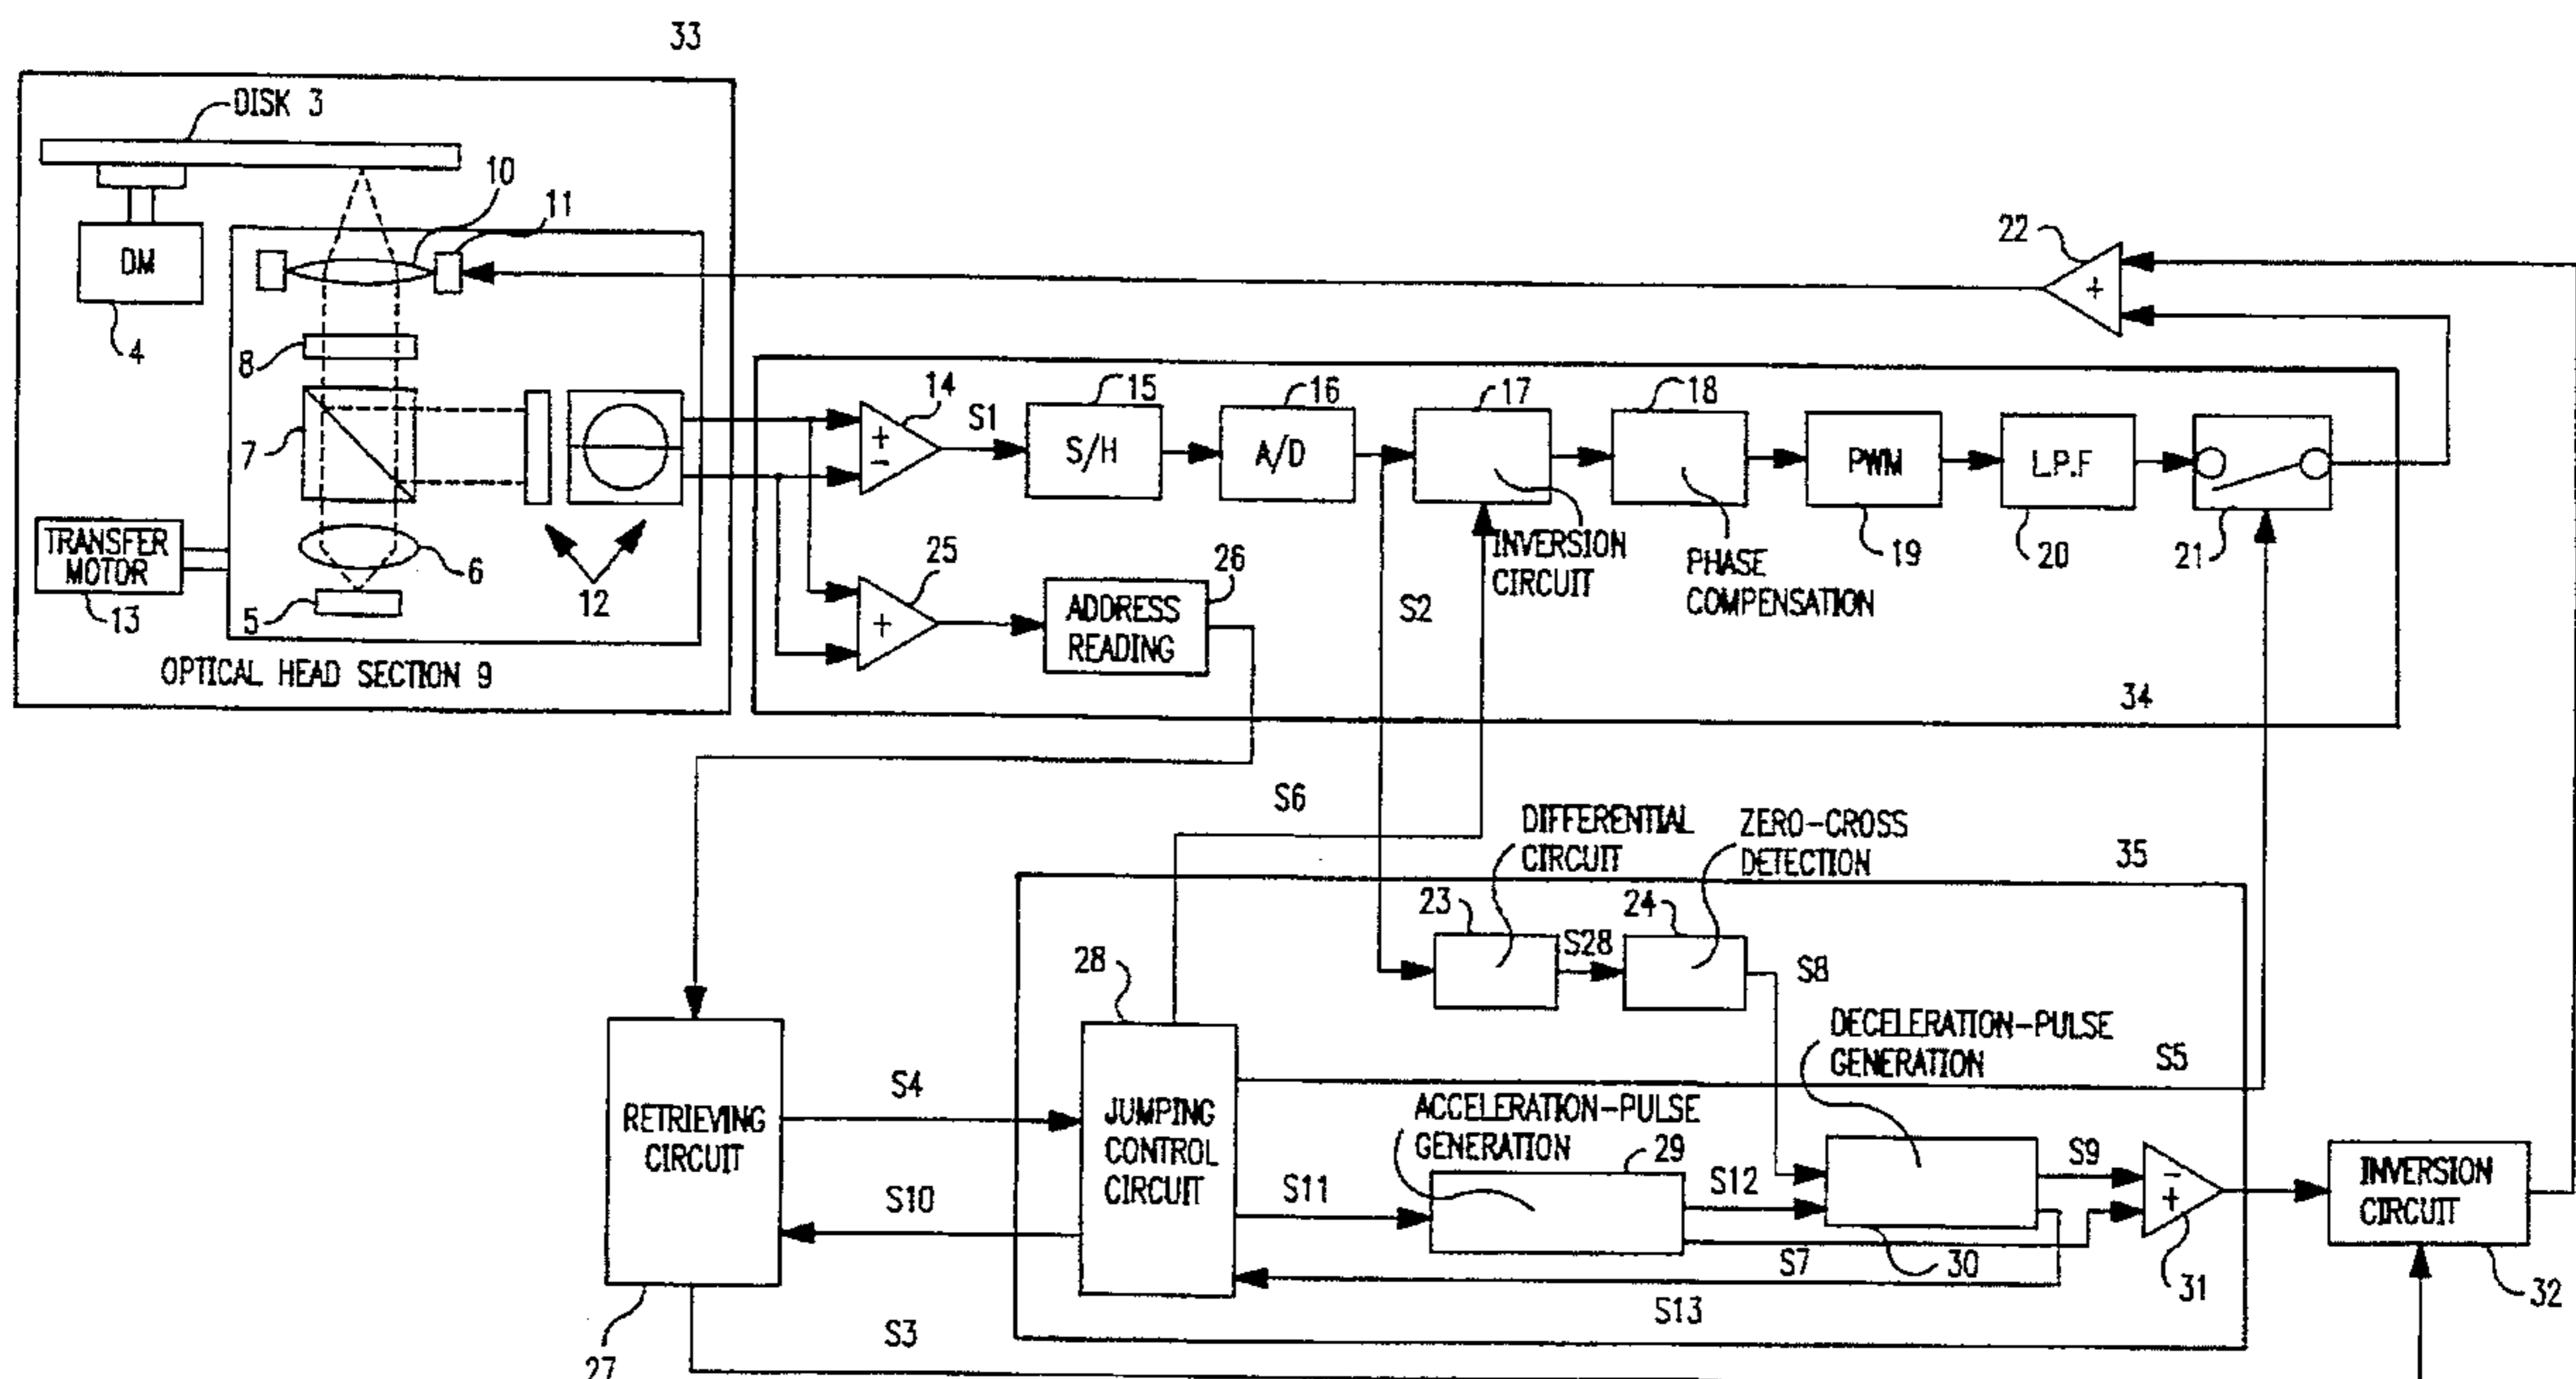 33
DISK 3
10
11
DM
4
8
7
TRANSFER
MOTOR
13
6
5
12
OPTICAL HEAD SECTION 9
22
+
14
+
-
S1
15
S/H
16
A/D
17
INVERSION
CIRCUIT
18
PHASE
COMPENSATION
PWM
19
L.P.F
20
21
25
+
26
ADDRESS
READING
S2
34
S6
DIFFERENTIAL
CIRCUIT
ZERO-CROSS
DETECTION
35
23
S28
24
S8
28
DECELERATION-PULSE
GENERATION
S5
RETRIEVING
CIRCUIT
S4
JUMPING
CONTROL
CIRCUIT
ACCELERATION-PULSE
GENERATION
29
S12
S9
-
+
31
INVERSION
CIRCUIT
32
S10
S11
S7
30
S13
S3
27